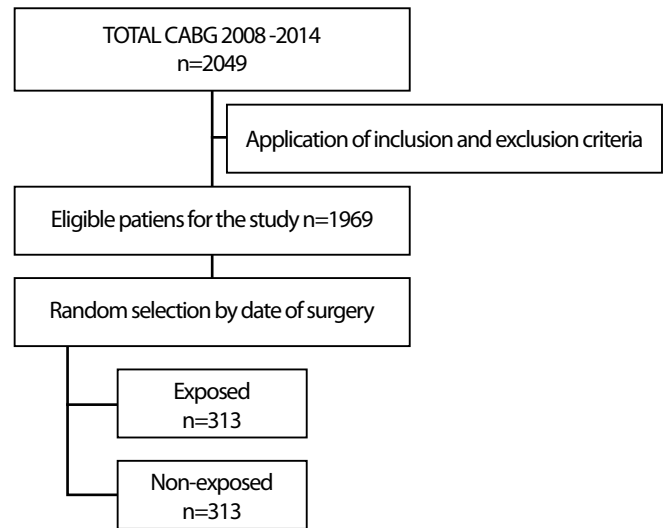 TOTAL CABG 2008 -2014
n=2049
Application of inclusion and exclusion criteria
Eligible patiens for the study n=1969
Random selection by date of surgery
Exposed
n=313
Non-exposed
n=313